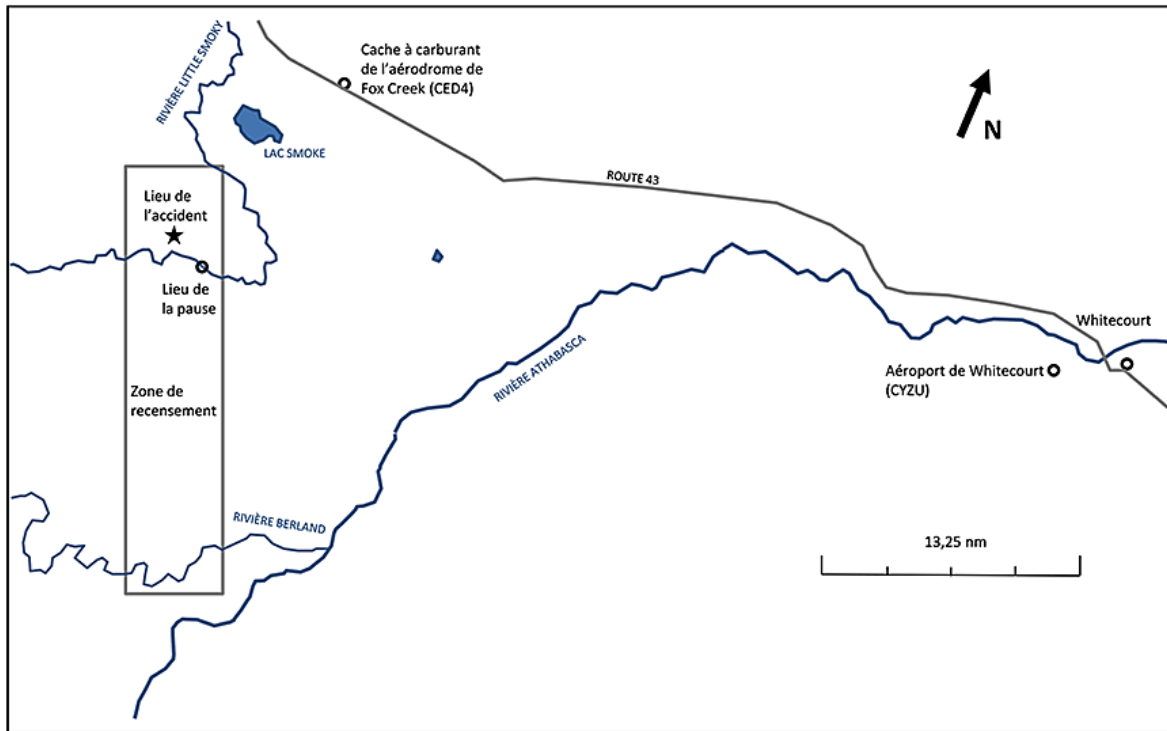 RIVIÈRE LITTLE SMOKY
Cache à carburant
de l'aérodrome de
Fox Creek (CED4)
N
LAC SMOKE
ROUTE 43
Lieu de
l'accident
Lieu de
la pause
Whitecourt
Aéroport de Whitecourt
(CYZU)
Zone de
recensement
RIVIÈRE ATHABASCA
RIVIÈRE BERLAND
13,25 nm